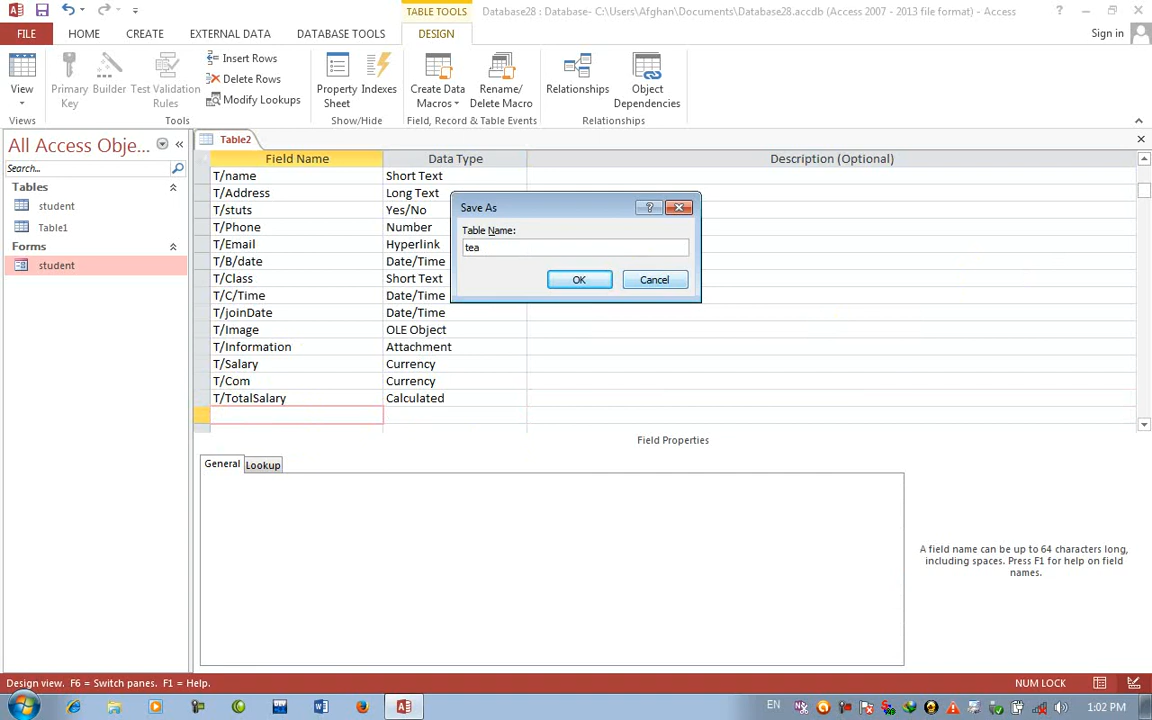 TABLE TOOLS
Database28 : Database- C:\Users\Afghan\Documents\Database28.accdb (Access 2007 - 2013 file format) - Access
?
FILE
HOME
CREATE
EXTERNAL DATA
DATABASE TOOLS
DESIGN
Sign in
View
Primary Key
Builder
Test Validation Rules
Insert Rows
Delete Rows
Modify Lookups
Property Sheet
Indexes
Create Data Macros
Rename/ Delete Macro
Relationships
Object Dependencies
Views
Tools
Show/Hide
Field, Record & Table Events
Relationships
All Access Obje...
Search...
Tables
student
Table1
Forms
student
Table2
Field Name Data Type Description (Optional)
T/name Short Text
T/Address Long Text
T/stuts Yes/No
T/Phone Number
T/Email Hyperlink
T/B/date Date/Time
T/Class Short Text
T/C/Time Date/Time
T/joinDate Date/Time
T/Image OLE Object
T/Information Attachment
T/Salary Currency
T/Com Currency
T/TotalSalary Calculated
Save As
?
Table Name:
tea
OK
Cancel
Field Properties
General
Lookup
A field name can be up to 64 characters long,
including spaces. Press F1 for help on field
names.
Design view. F6 = Switch panes. F1 = Help.
NUM LOCK
EN
1:02 PM